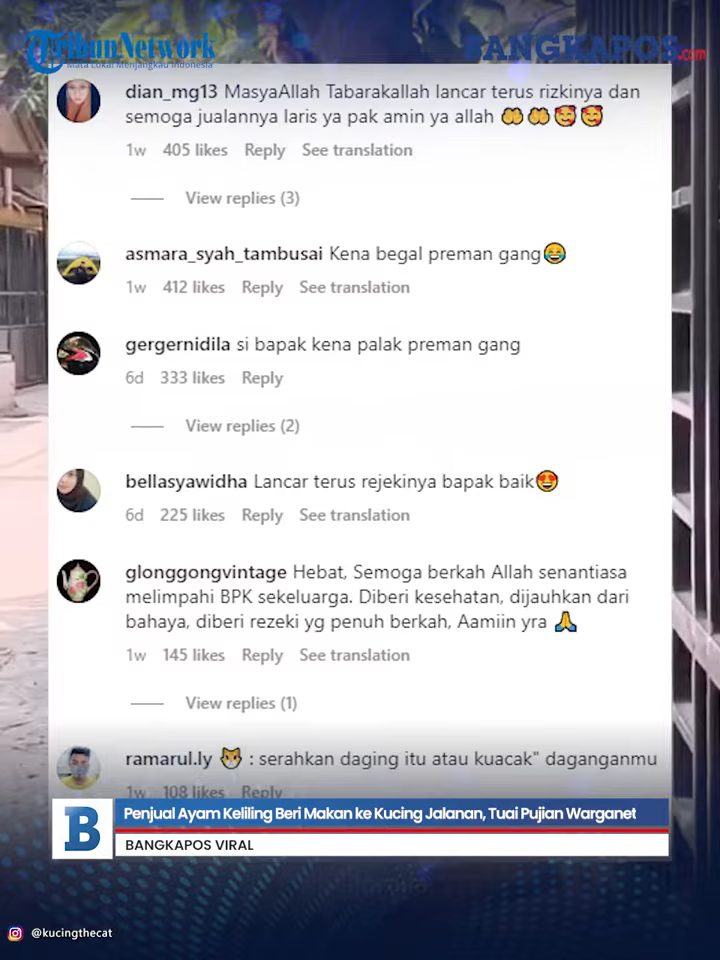 TribunNetwork
Mata Lokal Menjangkau Indonesia
BANGKAPOS.com
dian_mg13 MasyaAllah Tabarakallah lancar terus rizkinya dan
semoga jualannya laris ya pak amin ya allah 🤲🤲🥰🥰
1w 405 likes Reply See translation
View replies (3)
asmara_syah_tambusai Kena begal preman gang😂
1w 412 likes Reply See translation
gergernidila si bapak kena palak preman gang
6d 333 likes Reply
View replies (2)
bellasyawidha Lancar terus rejekinya bapak baik😍
6d 225 likes Reply See translation
glonggongvintage Hebat, Semoga berkah Allah senantiasa
melimpahi BPK sekeluarga. Diberi kesehatan, dijauhkan dari
bahaya, diberi rezeki yg penuh berkah, Aamiin yra 🙏
1w 145 likes Reply See translation
View replies (1)
ramarul.ly 😼 : serahkan daging itu atau kuacak" daganganmu
1w 108 likes Reply
B
Penjual Ayam Keliling Beri Makan ke Kucing Jalanan, Tuai Pujian Warganet
BANGKAPOS VIRAL
@kucingthecat